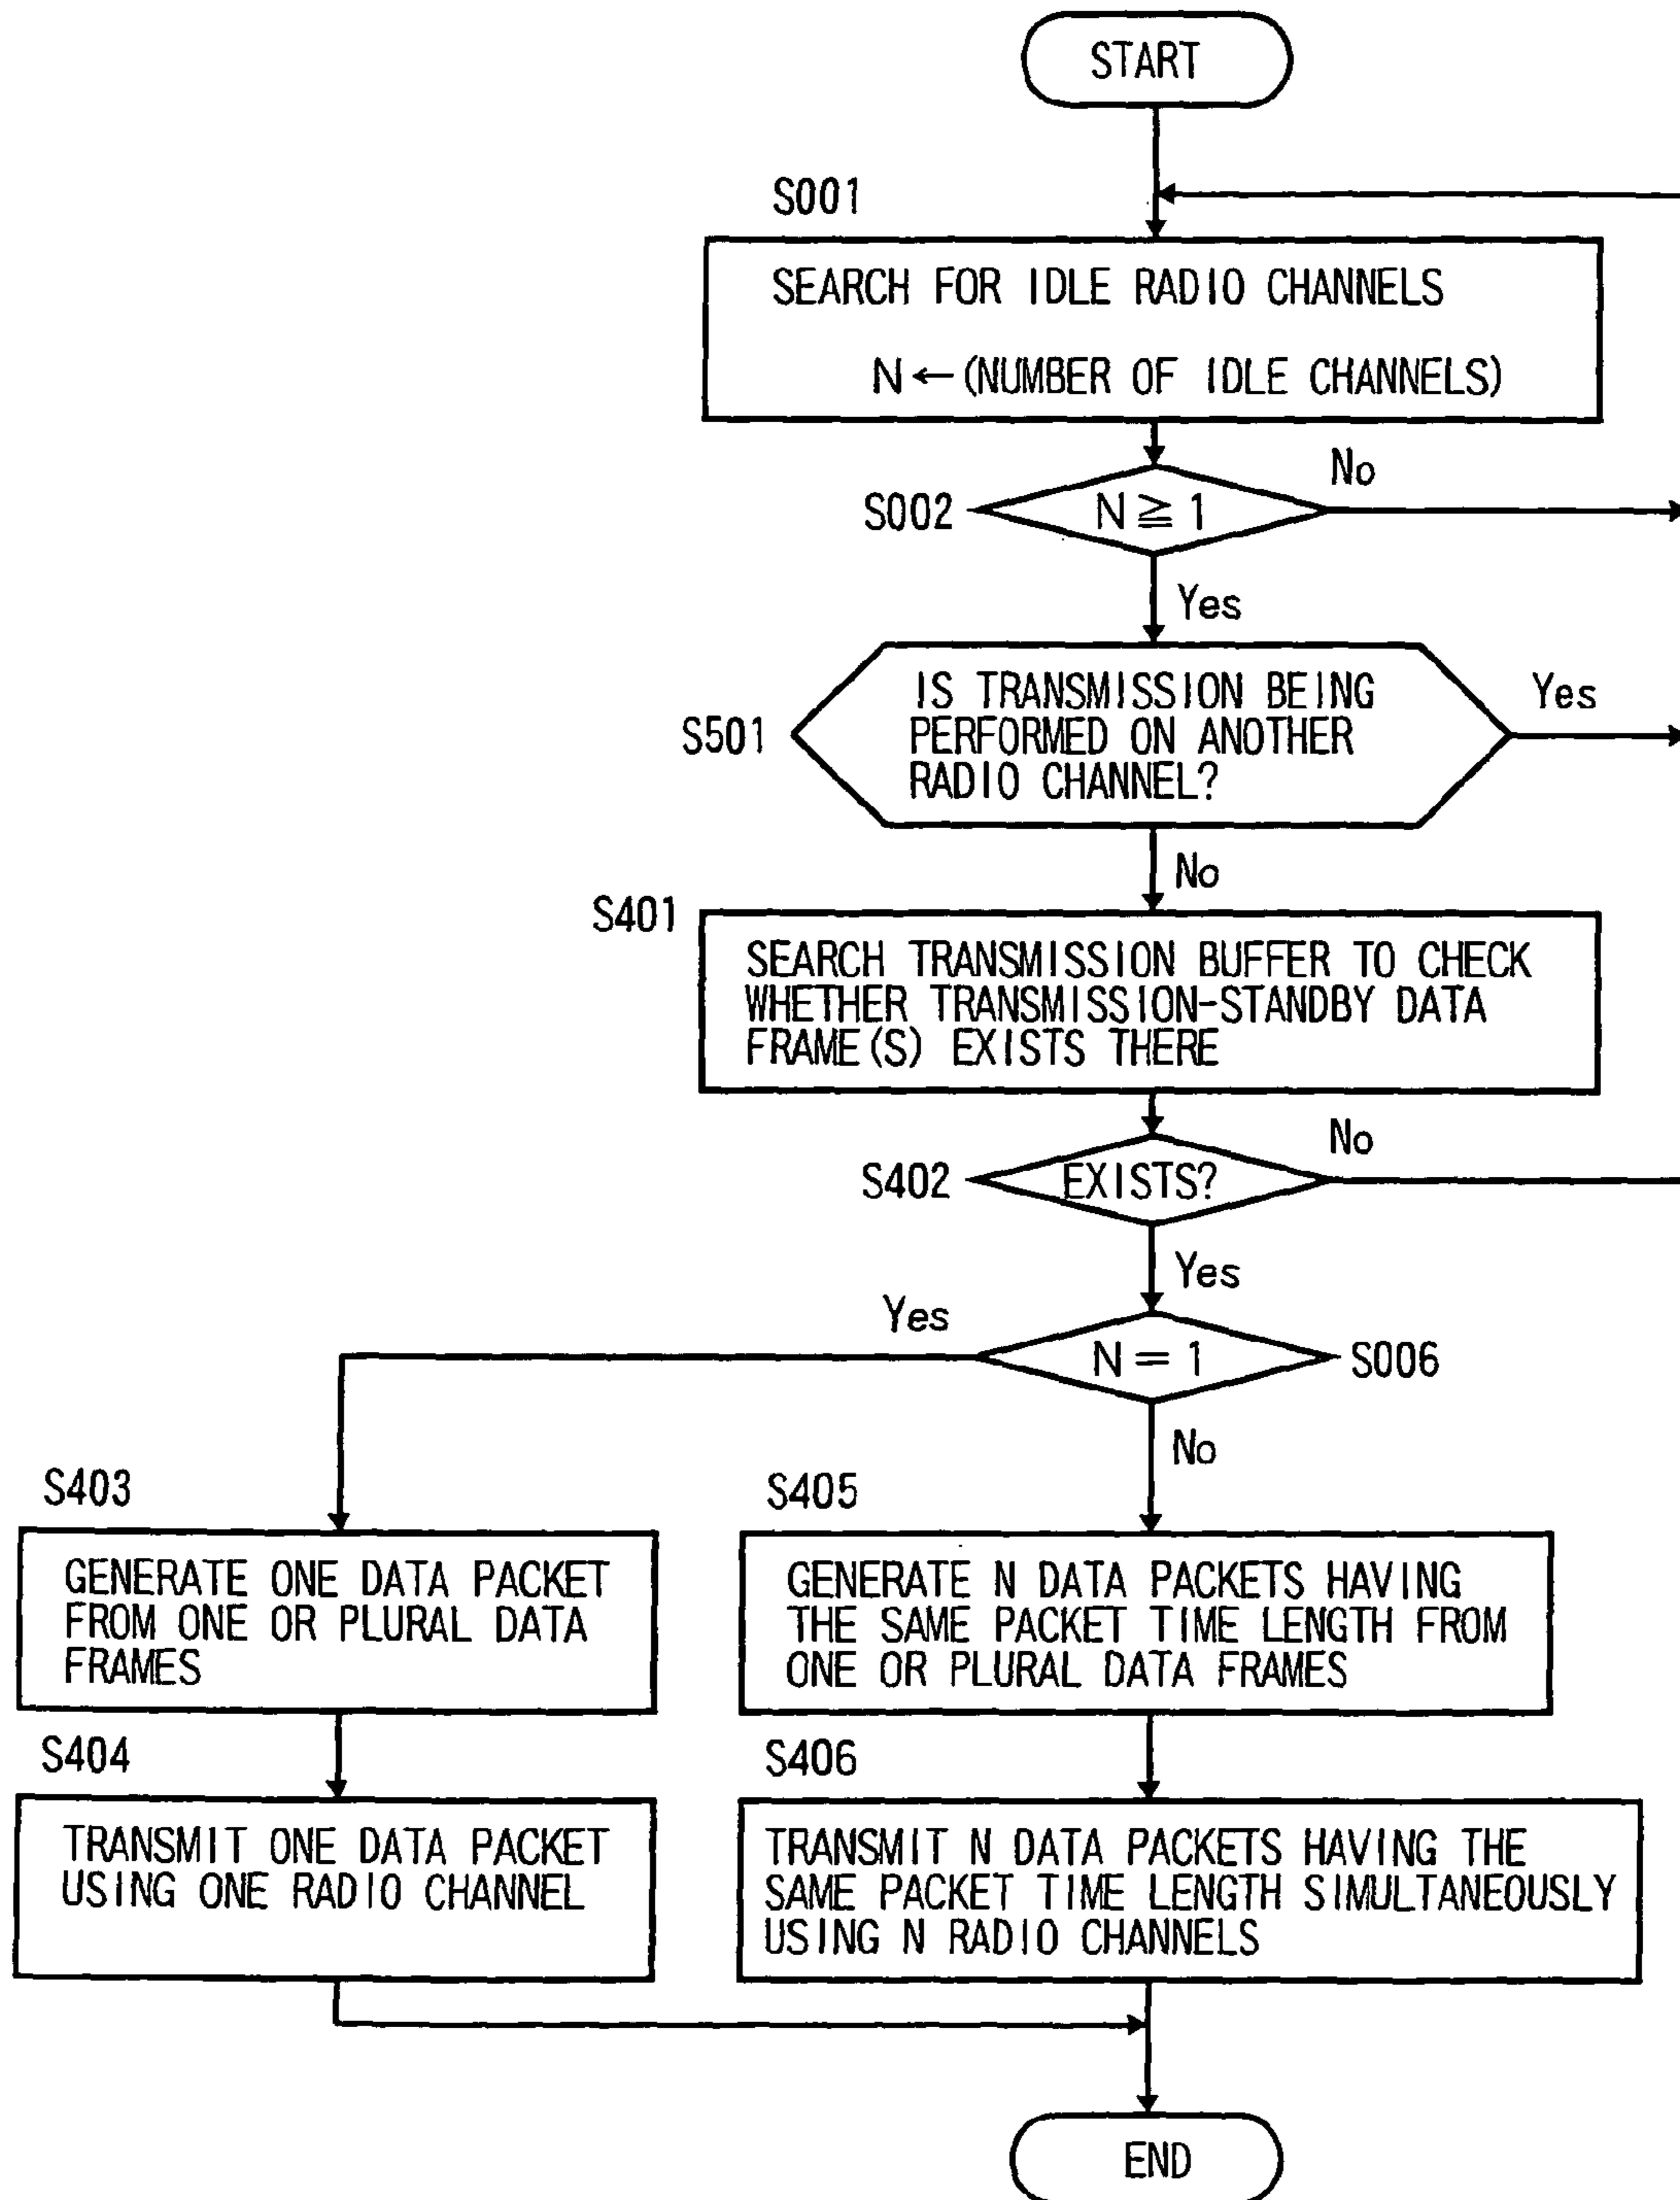 START
S001
SEARCH FOR IDLE RADIO CHANNELS
N ← (NUMBER OF IDLE CHANNELS)
S002
N ≧ 1
No
Yes
S501
IS TRANSMISSION BEING
PERFORMED ON ANOTHER
RADIO CHANNEL?
Yes
No
S401
SEARCH TRANSMISSION BUFFER TO CHECK
WHETHER TRANSMISSION-STANDBY DATA
FRAME(S) EXISTS THERE
S402
EXISTS?
No
Yes
Yes
N = 1
S006
No
S403
GENERATE ONE DATA PACKET
FROM ONE OR PLURAL DATA
FRAMES
S405
GENERATE N DATA PACKETS HAVING
THE SAME PACKET TIME LENGTH FROM
ONE OR PLURAL DATA FRAMES
S404
TRANSMIT ONE DATA PACKET
USING ONE RADIO CHANNEL
S406
TRANSMIT N DATA PACKETS HAVING THE
SAME PACKET TIME LENGTH SIMULTANEOUSLY
USING N RADIO CHANNELS
END